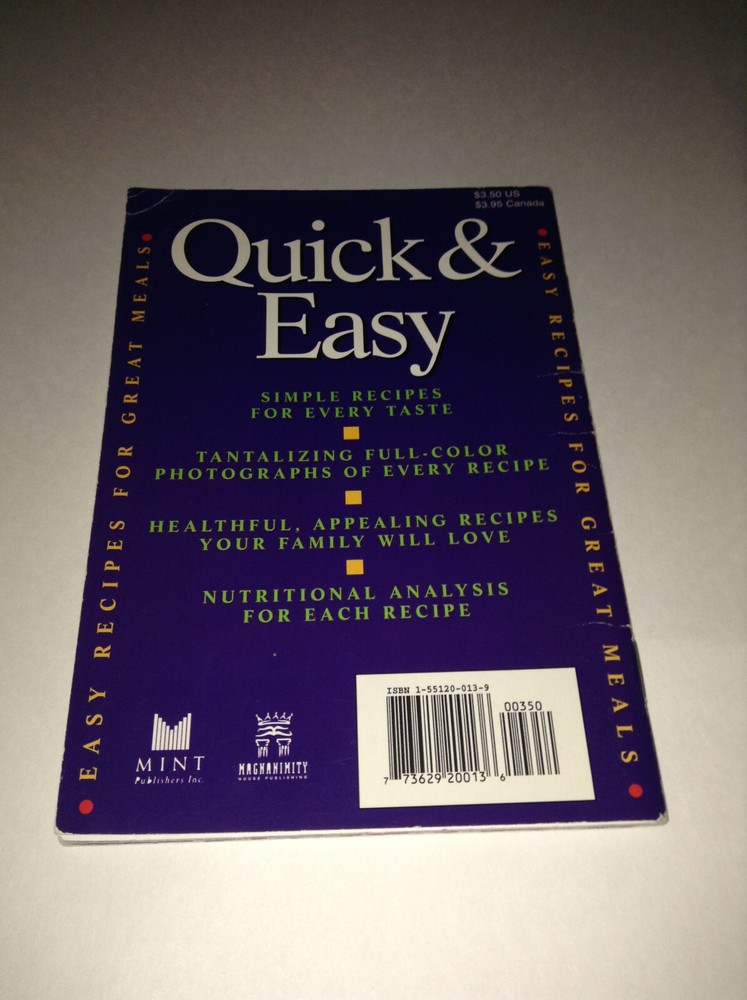 $3.50 US
$3.95 Canada
Quick &
Easy
SIMPLE RECIPES
FOR EVERY TASTE
TANTALIZING FULL-COLOR
PHOTOGRAPHS OF EVERY RECIPE
HEALTHFUL, APPEALING RECIPES
YOUR FAMILY WILL LOVE
NUTRITIONAL ANALYSIS
FOR EACH RECIPE
EASY RECIPES FOR GREAT MEALS
EASY RECIPES FOR GREAT MEALS
MINT
Publishers Inc.
MAGNANIMITY
HOUSE PUBLISHING
ISBN 1-55120-013-9
00350
7 73629 20013 6